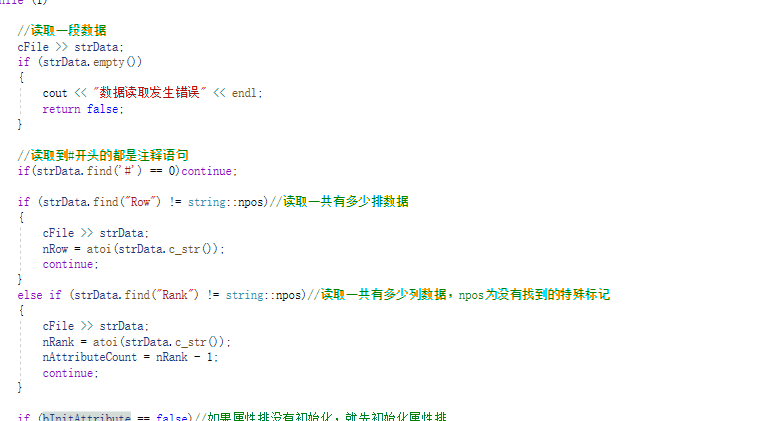 while (1)
//读取一段数据
cFile >> strData;
if (strData.empty())
{
cout << "数据读取发生错误" << endl;
return false;
}
//读取到#开头的都是注释语句
if(strData.find('#') == 0)continue;
if (strData.find("Row") != string::npos)//读取一共有多少排数据
{
cFile >> strData;
nRow = atoi(strData.c_str());
continue;
}
else if (strData.find("Rank") != string::npos)//读取一共有多少列数据，npos为没有找到的特殊标记
{
cFile >> strData;
nRank = atoi(strData.c_str());
nAttributeCount = nRank - 1;
continue;
}
if (bInitAttribute == false)//如果属性排没有初始化，就先初始化属性排